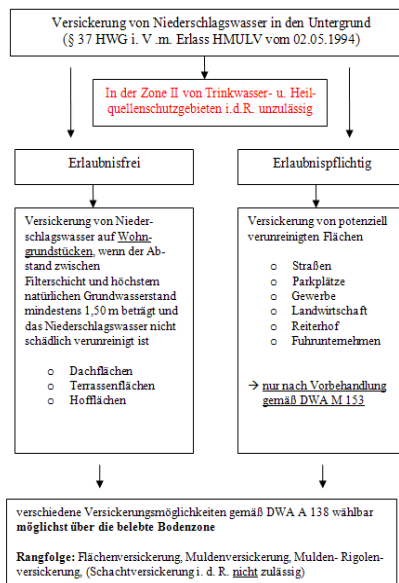 Versickerung von Niederschlagswasser in den Untergrund
(§ 37 HWG i. V .m. Erlass HMULV vom 02.05.1994)
In der Zone II von Trinkwasser- u. Heil-
quellenschutzgebieten i.d.R. unzulässig
Erlaubnisfrei
Versickerung von Nieder-
schlagswasser auf Wohn-
grundstücken, wenn der Ab-
stand zwischen
Filterschicht und höchstem
natürlichen Grundwasserstand
mindestens 1,50 m beträgt und
das Niederschlagswasser nicht
schädlich verunreinigt ist
o Dachflächen
o Terrassenflächen
o Hofflächen
Erlaubnispflichtig
Versickerung von potenziell
verunreinigten Flächen
o Straßen
o Parkplätze
o Gewerbe
o Landwirtschaft
o Reiterhof
o Fuhrunternehmen
→ nur nach Vorbehandlung
gemäß DWA M 153
verschiedene Versickerungsmöglichkeiten gemäß DWA A 138 wählbar
möglichst über die belebte Bodenzone
Rangfolge: Flächenversickerung, Muldenversickerung, Mulden- Rigolen-
versickerung, (Schachtversickerung i. d. R. nicht zulässig)